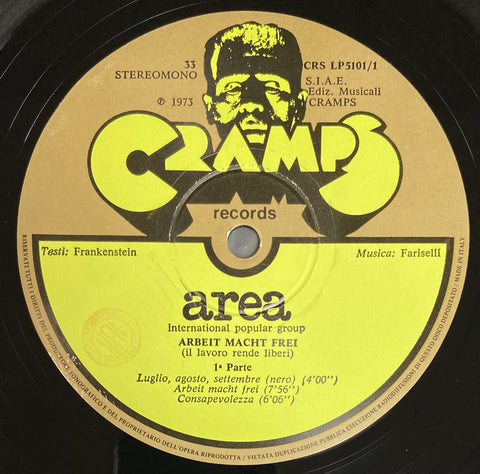 33
STEREOMONO
℗ 1973
CRS LP5101/1
S.I.A.E.
Ediz. Musicali
CRAMPS
CRAMPS
records
Testi: Frankenstein
Musica: Fariselli
area
International popular group
ARBEIT MACHT FREI
(il lavoro rende liberi)
1ª Parte
Luglio, agosto, settembre (nero) (4'00'')
Arbeit macht frei (7'56'')
Consapevolezza (6'06'')
RISERVATI TUTTI I DIRITTI DEL PRODUTTORE FONOGRAFICO E DEL PROPRIETARIO DELL'OPERA RIPRODOTTA / VIETATA DUPLICAZIONE PUBBLICA ESECUZIONE RADIODIFFUSIONI DI QUESTO DISCO DEPOSITATO / MADE IN ITALY